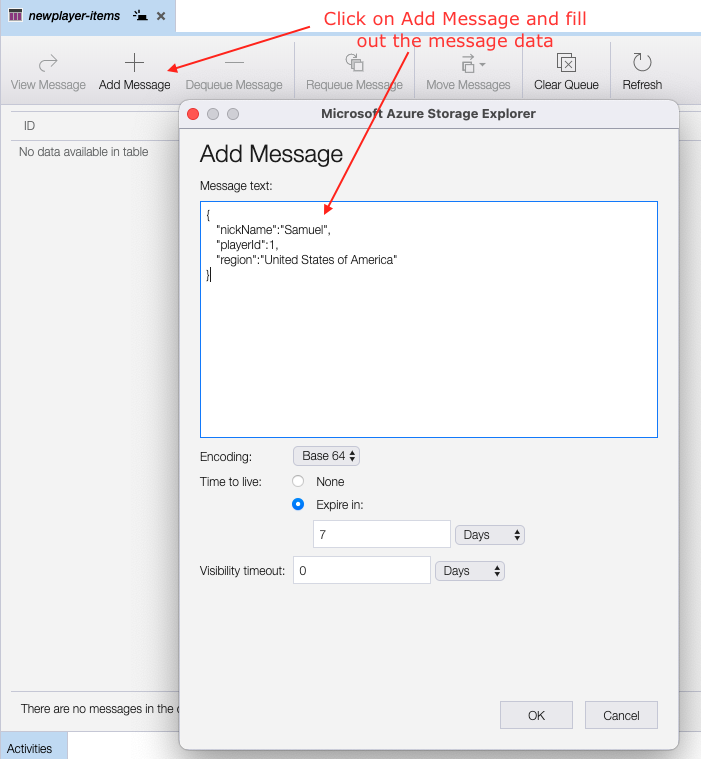 newplayer-items
Click on Add Message and fill
out the message data
View Message
Add Message
Dequeue Message
Requeue Message
Move Messages
Clear Queue
Refresh
ID
No data available in table
Microsoft Azure Storage Explorer
Add Message
Message text:
{
"nickName":"Samuel",
"playerId":1,
"region":"United States of America"
}
Encoding:
Base 64
Time to live:
None
Expire in:
7
Days
Visibility timeout:
0
Days
There are no messages in the
OK
Cancel
Activities